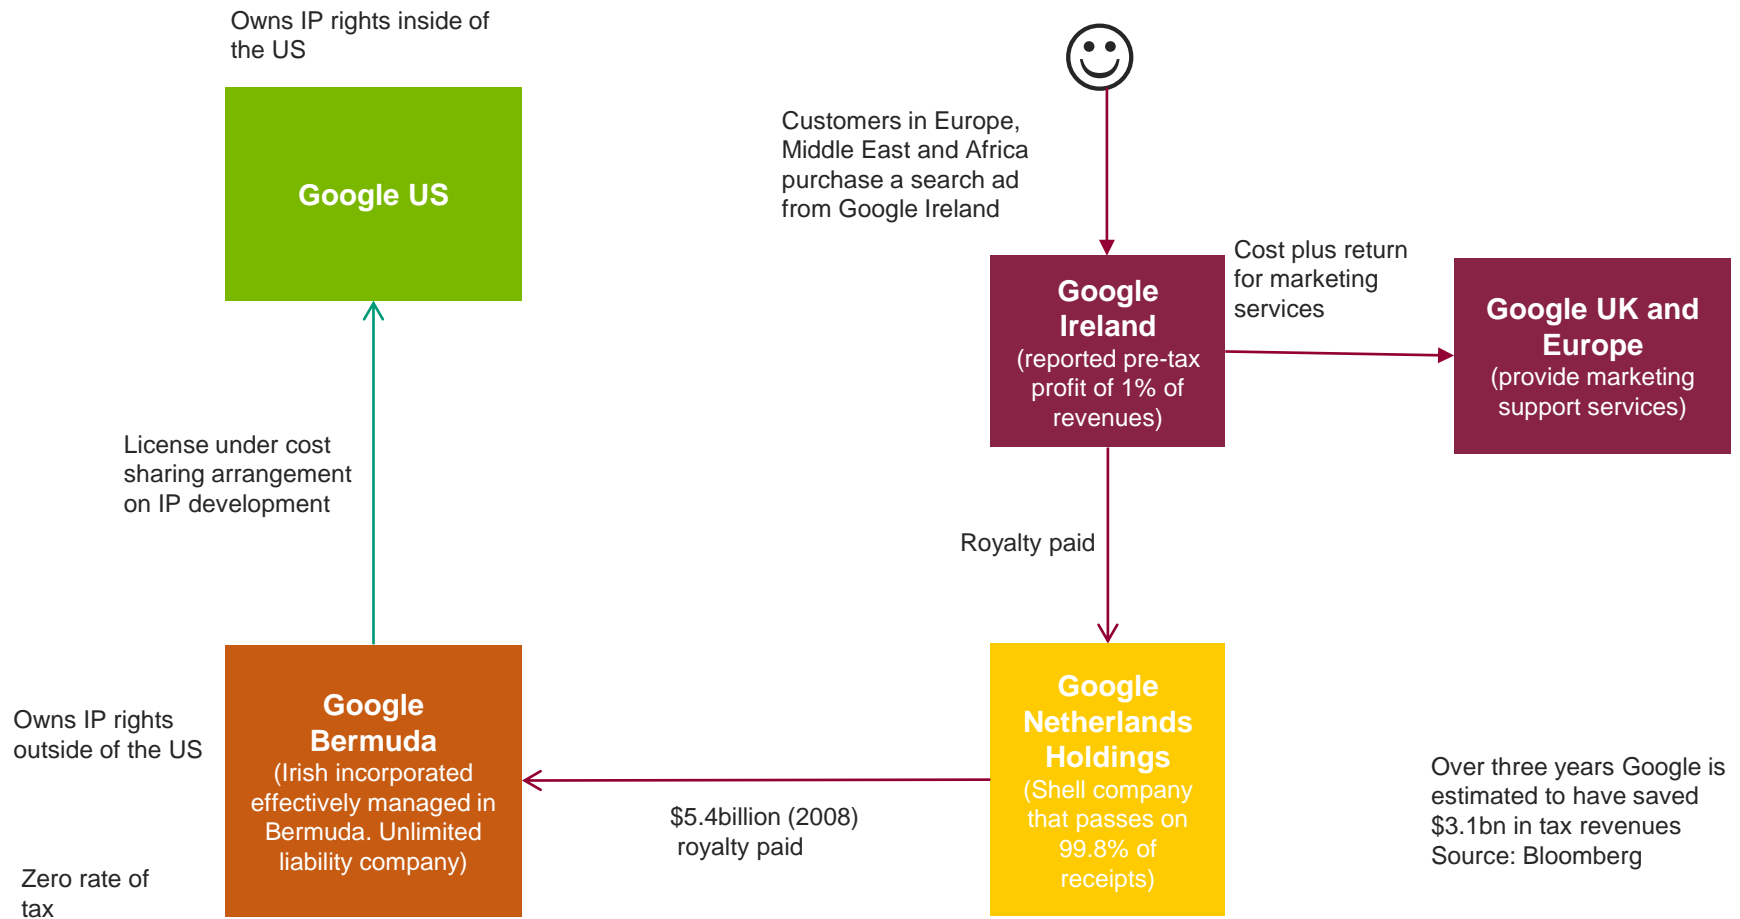 Owns IP rights inside of
the US
Google US
Customers in Europe,
Middle East and Africa
purchase a search ad
from Google Ireland
Google
Ireland
(reported pre-tax
profit of 1% of
revenues)
Cost plus return
for marketing
services
Google UK and
Europe
(provide marketing
support services)
License under cost
sharing arrangement
on IP development
Royalty paid
Owns IP rights
outside of the US
Zero rate of
tax
Google
Bermuda
(Irish incorporated
effectively managed in
Bermuda. Unlimited
liability company)
$5.4billion (2008)
royalty paid
Google
Netherlands
Holdings
(Shell company
that passes on
99.8% of
receipts)
Over three years Google is
estimated to have saved
$3.1bn in tax revenues
Source: Bloomberg